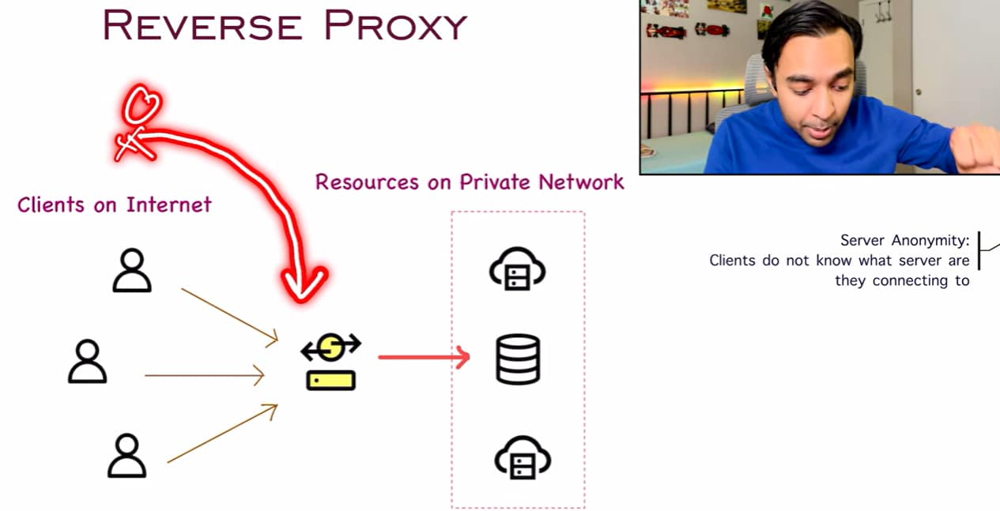 Reverse Proxy
Resources on Private Network
Clients on Internet
Server Anonymity:
Clients do not know what server are
they connecting to